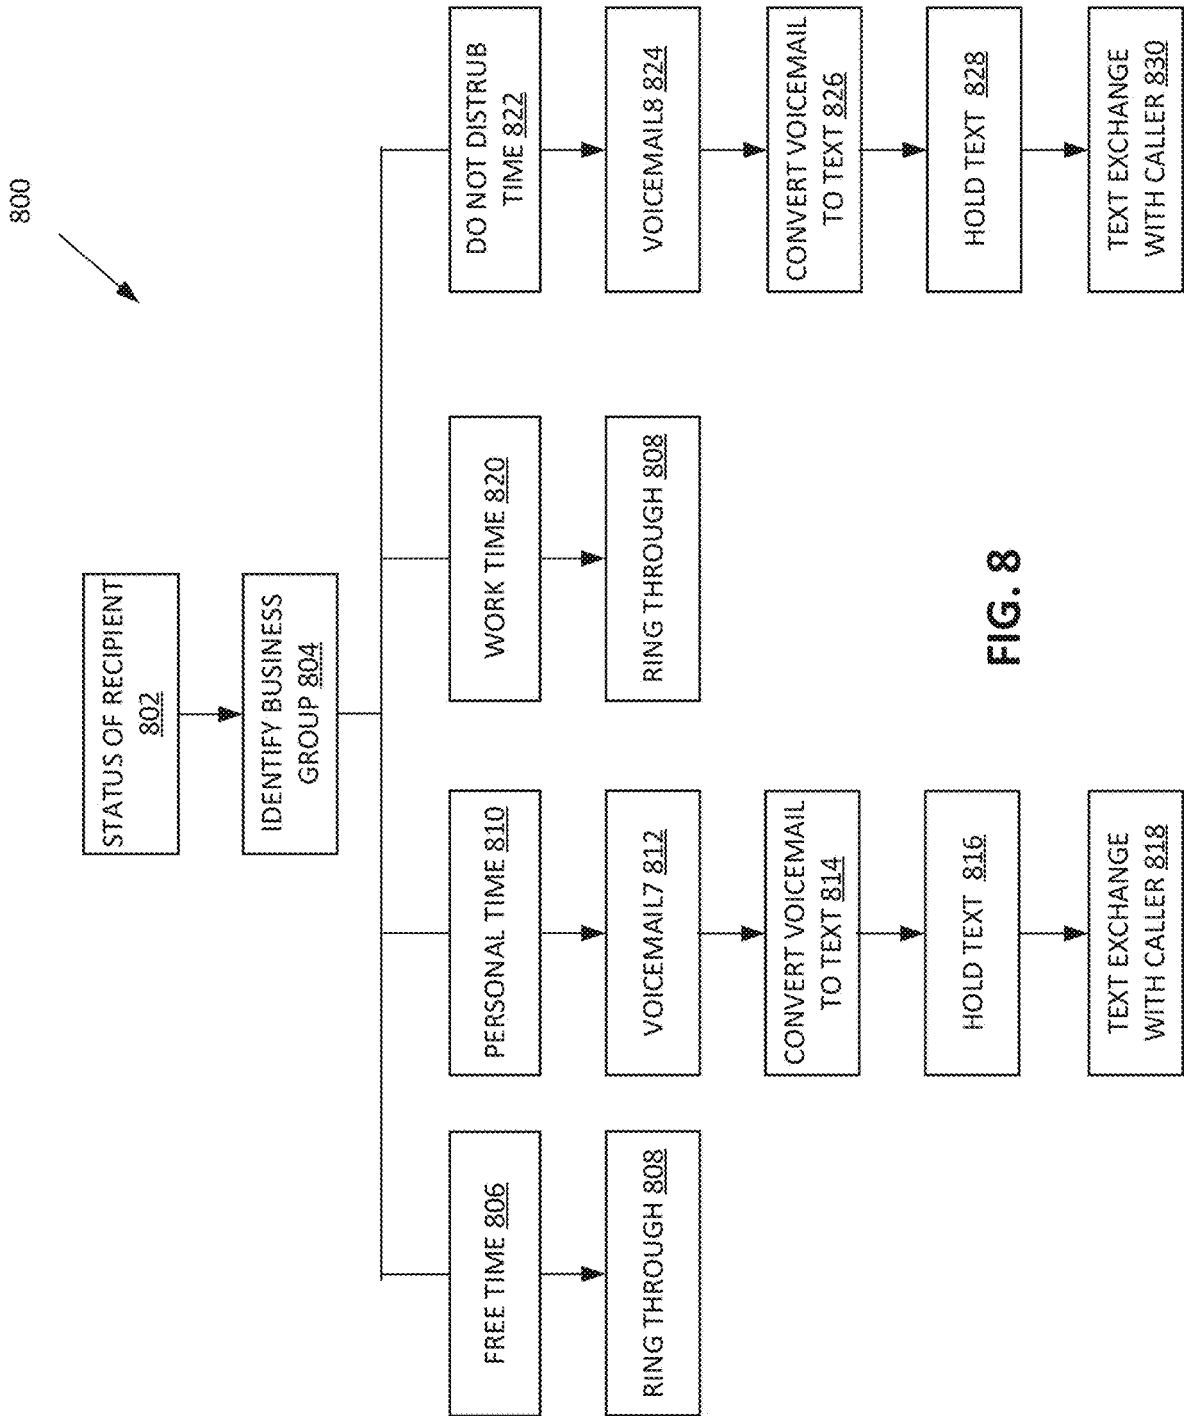 800
STATUS OF RECIPIENT
802
IDENTIFY BUSINESS
GROUP 804
FREE TIME 806
RING THROUGH 808
PERSONAL TIME 810
VOICEMAIL7 812
CONVERT VOICEMAIL
TO TEXT 814
HOLD TEXT 816
TEXT EXCHANGE
WITH CALLER 818
WORK TIME 820
RING THROUGH 808
DO NOT DISTRUB
TIME 822
VOICEMAIL8 824
CONVERT VOICEMAIL
TO TEXT 826
HOLD TEXT 828
TEXT EXCHANGE
WITH CALLER 830
FIG. 8